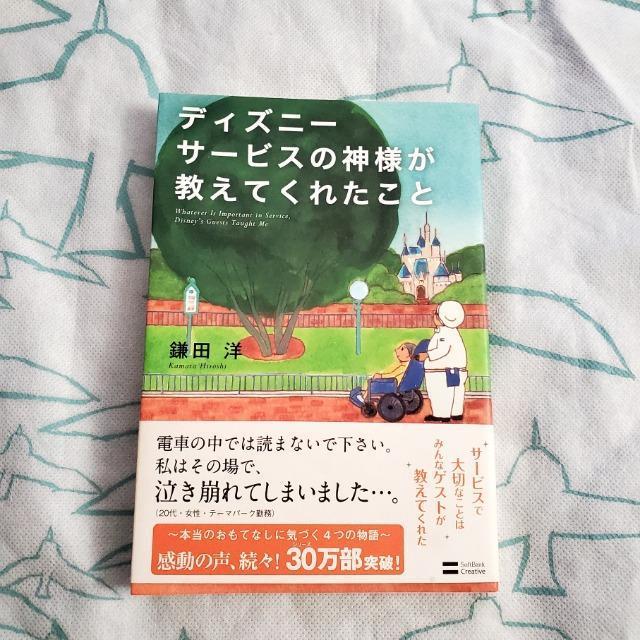 ディズニー
サービスの神様が
教えてくれたこと
Whatever Is Important in Service,
Disney's Guests Taught Me
鎌田 洋
Kamata Hiroshi
電車の中では読まないで下さい。
私はその場で、
泣き崩れてしまいました…。
(20代・女性・テーマパーク勤務)
サービスで
大切なことは
みんなゲストが
教えてくれた
～本当のおもてなしに気づく4つの物語～
感動の声、続々!シリーズ30万部突破!
SoftBank
Creative